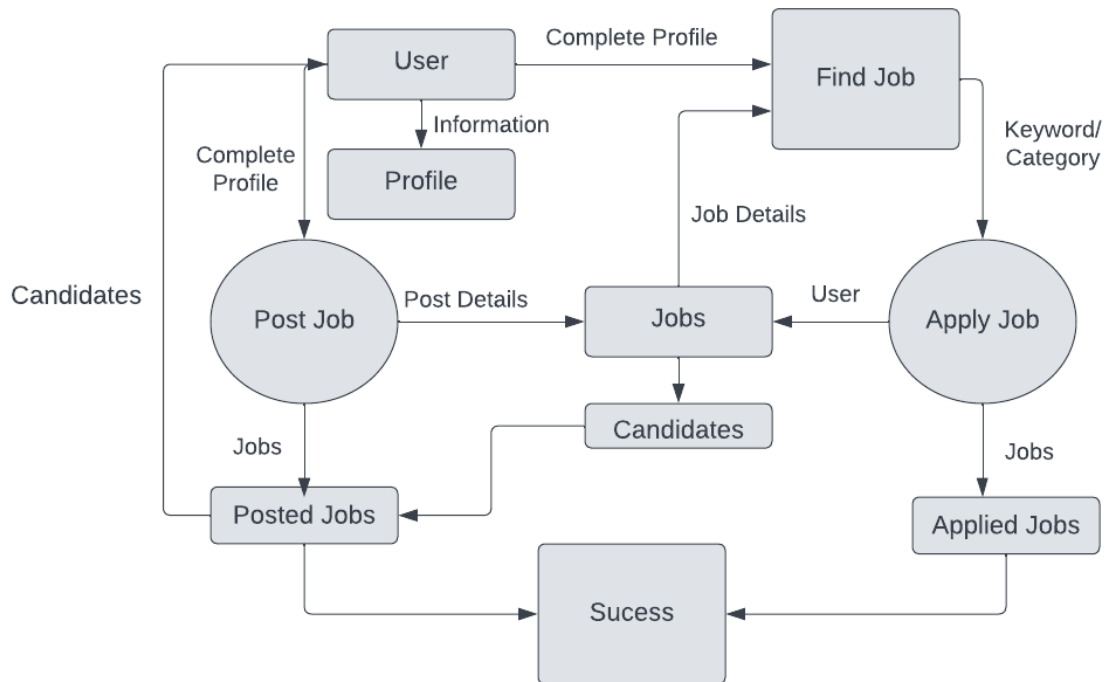 User
Complete Profile
Find Job
Information
Keyword/
Category
Complete
Profile
Profile
Job Details
Candidates
Post Job
Post Details
Jobs
User
Apply Job
Candidates
Jobs
Jobs
Posted Jobs
Applied Jobs
Sucess